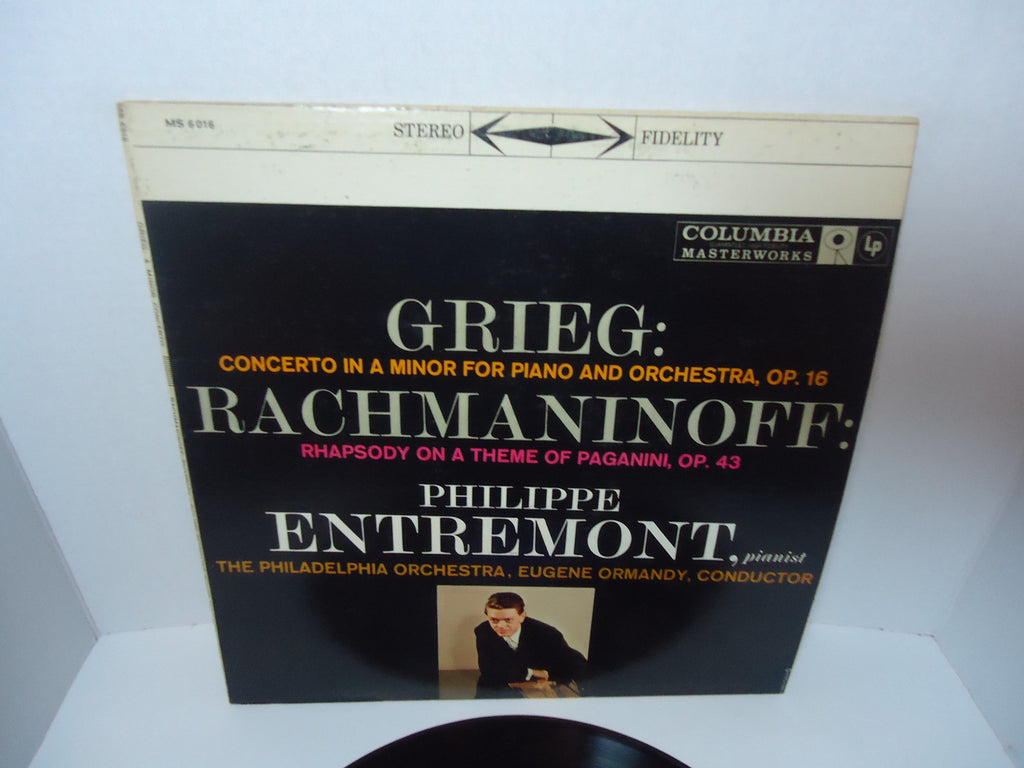 MS 6016
STEREO FIDELITY
COLUMBIA
MASTERWORKS
LP
GRIEG:
CONCERTO IN A MINOR FOR PIANO AND ORCHESTRA, OP. 16
RACHMANINOFF:
RHAPSODY ON A THEME OF PAGANINI, OP. 43
PHILIPPE
ENTREMONT, pianist
THE PHILADELPHIA ORCHESTRA, EUGENE ORMANDY, CONDUCTOR